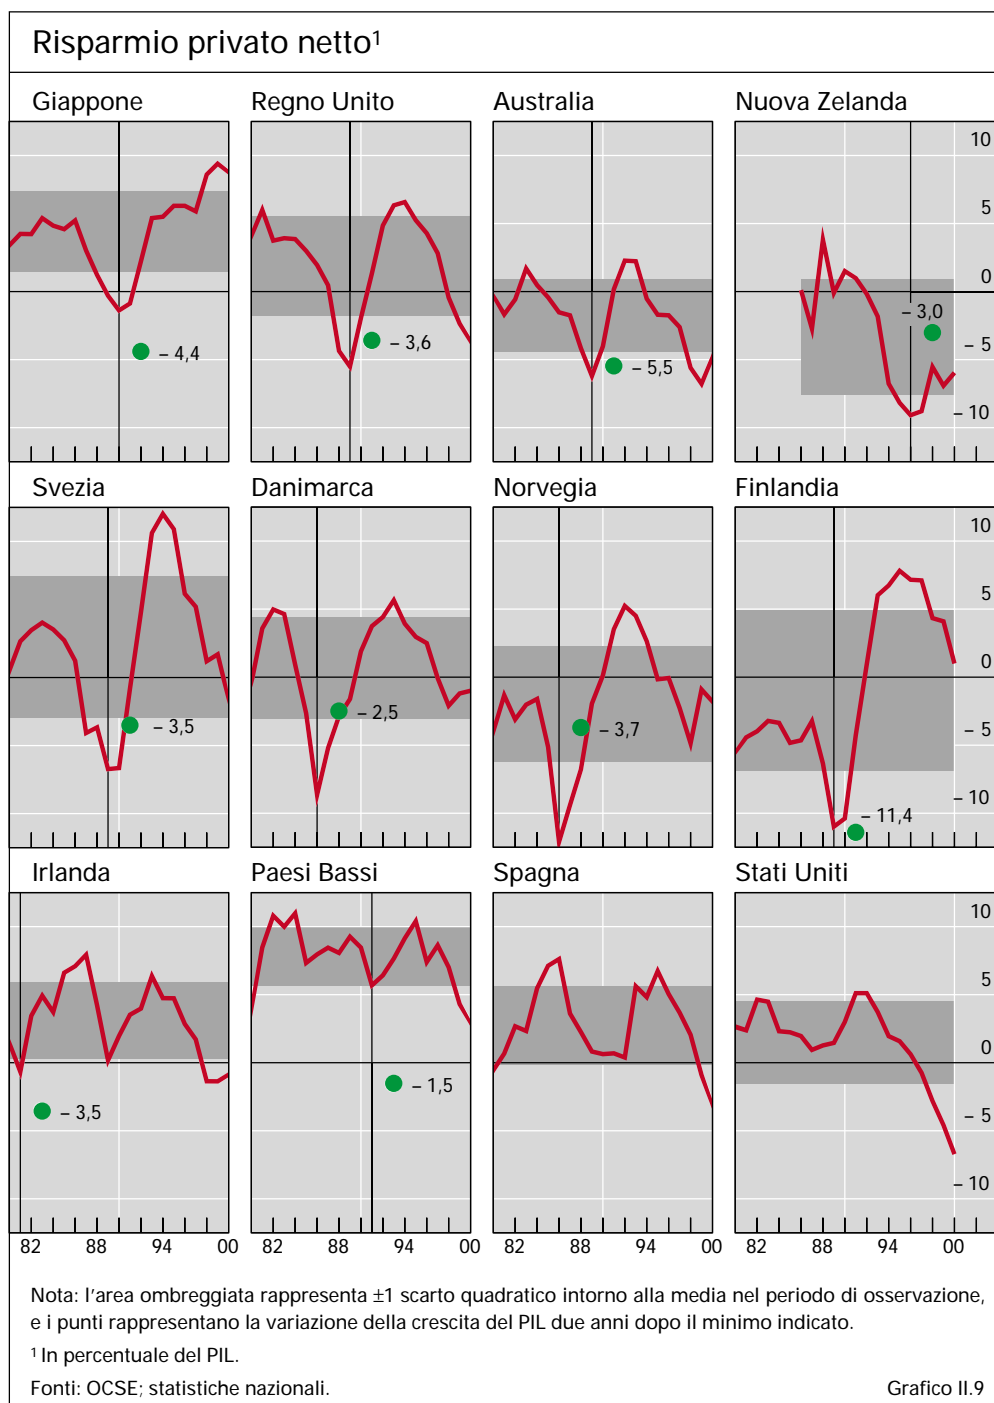 Risparmio privato netto¹
Giappone Regno Unito Australia Nuova Zelanda
10
5
0
– 5
– 10
– 4,4
– 3,6
– 5,5
– 3,0
Svezia Danimarca Norvegia Finlandia
10
5
0
– 5
– 10
– 3,5
– 2,5
– 3,7
– 11,4
Irlanda Paesi Bassi Spagna Stati Uniti
10
5
0
– 5
– 10
– 3,5
– 1,5
82 88 94 00 82 88 94 00 82 88 94 00 82 88 94 00
Nota: l'area ombreggiata rappresenta ±1 scarto quadratico intorno alla media nel periodo di osservazione,
e i punti rappresentano la variazione della crescita del PIL due anni dopo il minimo indicato.
¹ In percentuale del PIL.
Fonti: OCSE; statistiche nazionali. Grafico II.9